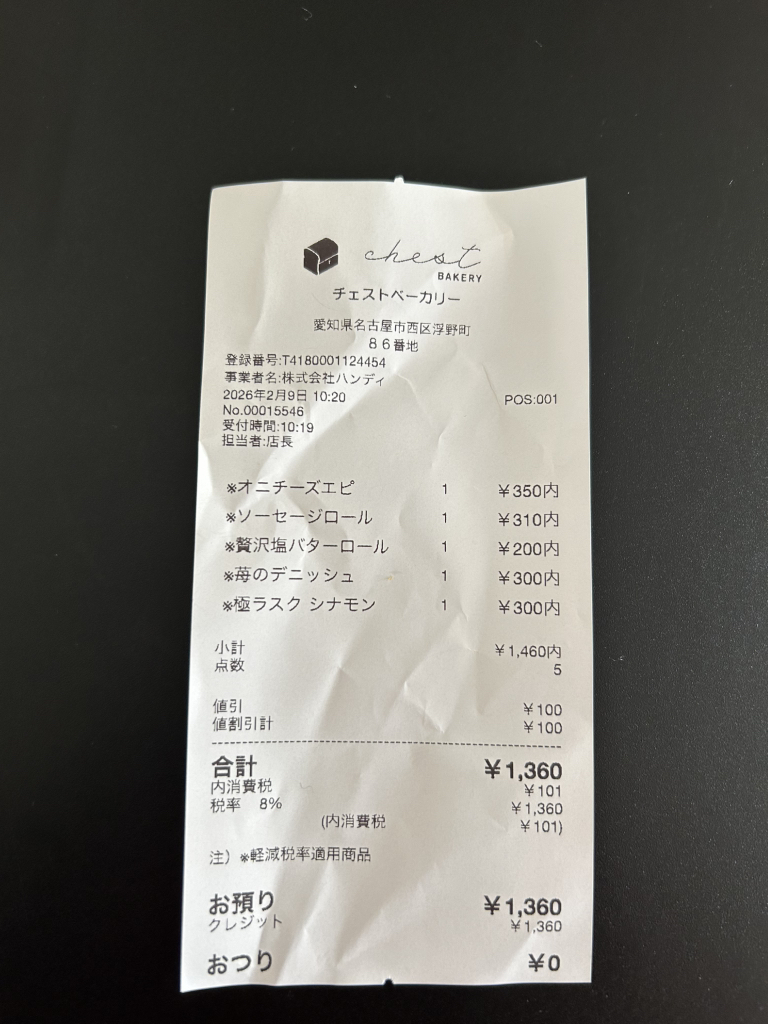 chest
BAKERY
チェストベーカリー
愛知県名古屋市西区浮野町
８６番地
登録番号:T4180001124454
事業者名:株式会社ハンディ
2026年2月9日 10:20 POS:001
No.00015546
受付時間:10:19
担当者:店長
※オニチーズエピ 1 ¥350内
※ソーセージロール 1 ¥310内
※贅沢塩バターロール 1 ¥200内
※苺のデニッシュ 1 ¥300内
※極ラスク シナモン 1 ¥300内
小計 ¥1,460内
点数 5
値引 ¥100
値割引計 ¥100
合計 ¥1,360
内消費税 ¥101
税率 8% ¥1,360
(内消費税 ¥101)
注）※軽減税率適用商品
お預り ¥1,360
クレジット ¥1,360
おつり ¥0